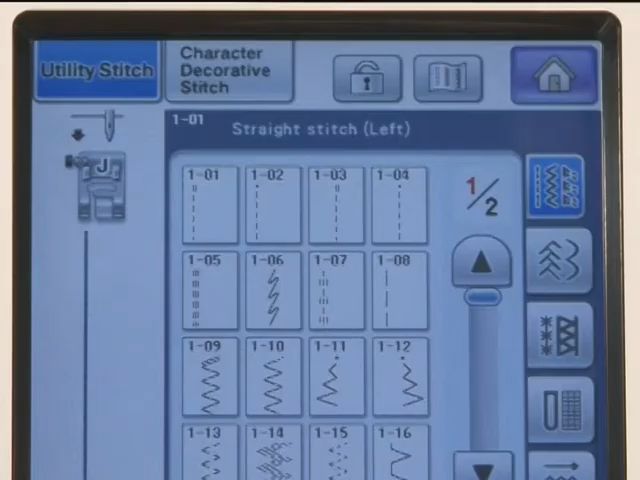 Utility Stitch
Character
Decorative
Stitch
1-01
Straight stitch (Left)
J
1-01 1-02 1-03 1-04
1/2
1-05 1-06 1-07 1-08
1-09 1-10 1-11 1-12
1-13 1-14 1-15 1-16